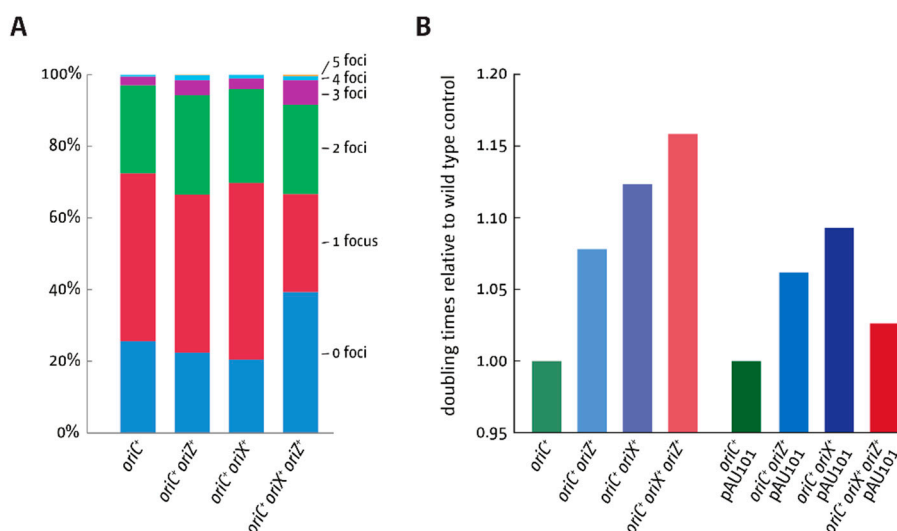 A
100%
80%
60%
40%
20%
0%
5 foci
4 foci
3 foci
2 foci
1 focus
0 foci
oriC⁺
oriC⁺ oriZ⁺
oriC⁺ oriX⁺
oriC⁺ oriX⁺ oriZ⁺
B
doubling times relative to wild type control
1.20
1.15
1.10
1.05
1.00
0.95
oriC⁺
oriC⁺ oriZ⁺
oriC⁺ oriX⁺
oriC⁺ oriX⁺ oriZ⁺
oriC⁺
pAU101
oriC⁺ oriZ⁺
pAU101
oriC⁺ oriX⁺
pAU101
oriC⁺ oriX⁺ oriZ⁺
pAU101